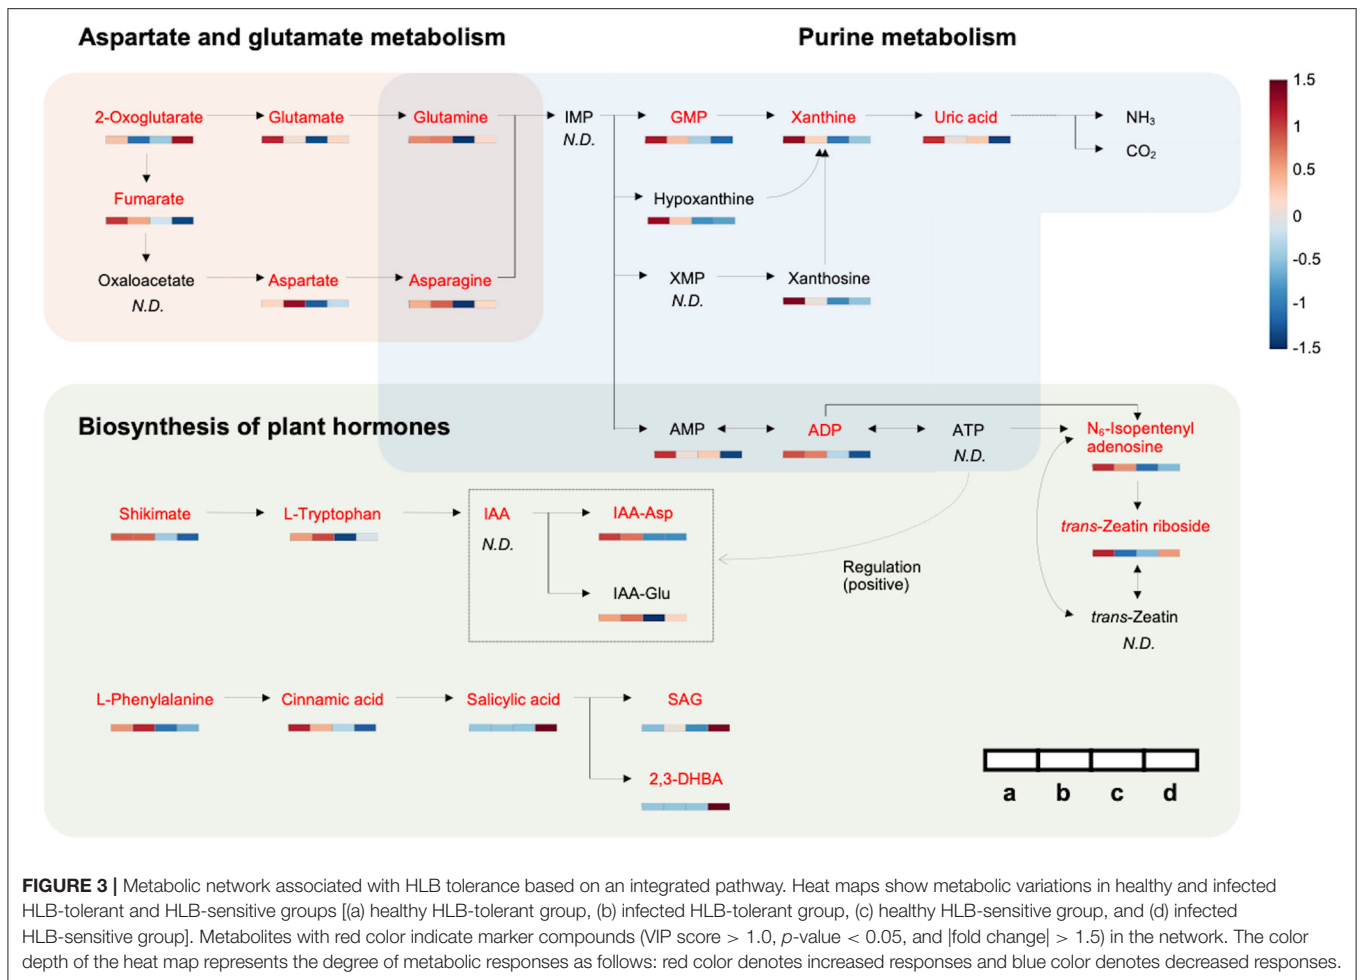 Aspartate and glutamate metabolism
Purine metabolism
2-Oxoglutarate
Glutamate
Glutamine
IMP
N.D.
GMP
Xanthine
Uric acid
NH3
CO2
1.5
1
0.5
0
-0.5
-1
-1.5
Fumarate
Hypoxanthine
Oxaloacetate
N.D.
Aspartate
Asparagine
XMP
N.D.
Xanthosine
Biosynthesis of plant hormones
AMP
ADP
ATP
N.D.
N6-Isopentenyl
adenosine
Shikimate
L-Tryptophan
IAA
N.D.
IAA-Asp
trans-Zeatin riboside
Regulation
(positive)
IAA-Glu
trans-Zeatin
N.D.
L-Phenylalanine
Cinnamic acid
Salicylic acid
SAG
2,3-DHBA
a b c d
FIGURE 3 | Metabolic network associated with HLB tolerance based on an integrated pathway. Heat maps show metabolic variations in healthy and infected
HLB-tolerant and HLB-sensitive groups [(a) healthy HLB-tolerant group, (b) infected HLB-tolerant group, (c) healthy HLB-sensitive group, and (d) infected
HLB-sensitive group]. Metabolites with red color indicate marker compounds (VIP score > 1.0, p-value < 0.05, and |fold change| > 1.5) in the network. The color
depth of the heat map represents the degree of metabolic responses as follows: red color denotes increased responses and blue color denotes decreased responses.